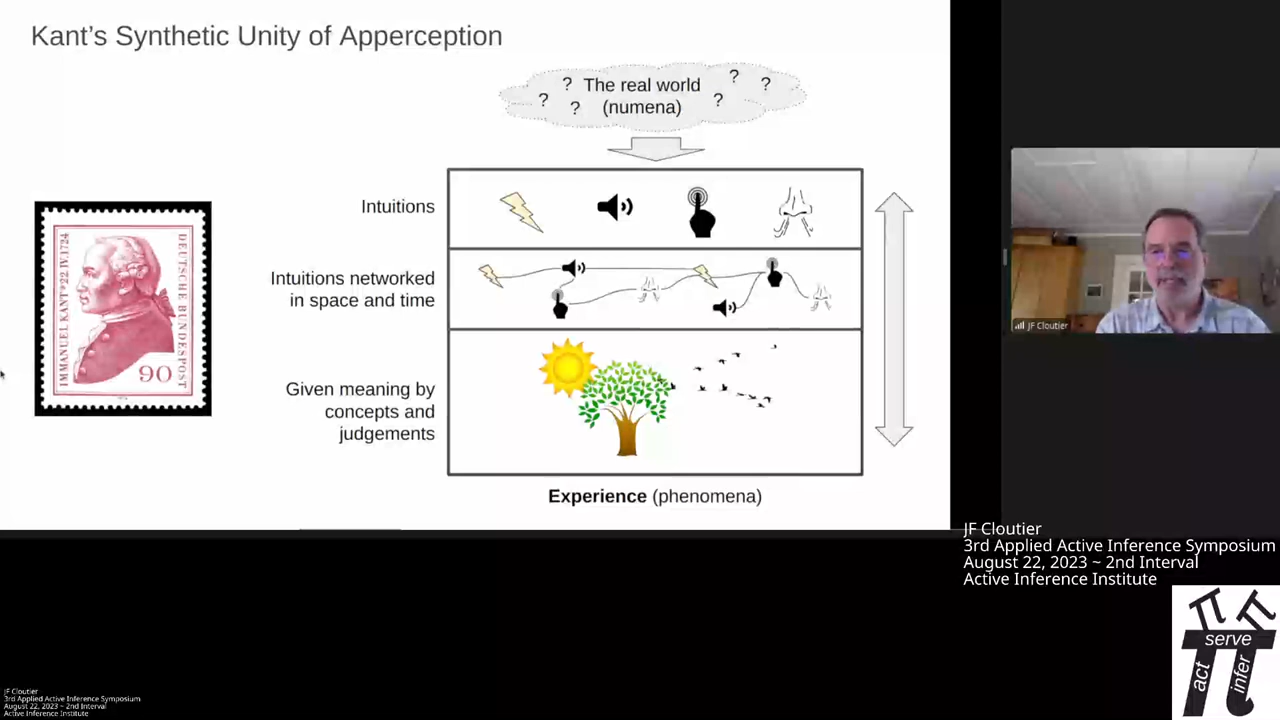 Kant's Synthetic Unity of Apperception
? The real world ? ?
? ? (numena) ?
Intuitions
Intuitions networked
in space and time
Given meaning by
concepts and
judgements
Experience (phenomena)
IMMANUEL KANT*22.IV.1724
DEUTSCHE BUNDESPOST
90
JF Cloutier
JF Cloutier
3rd Applied Active Inference Symposium
August 22, 2023 ~ 2nd Interval
Active Inference Institute
serve
act
infer
JF Cloutier
3rd Applied Active Inference Symposium
August 22, 2023 ~ 2nd Interval
Active Inference Institute